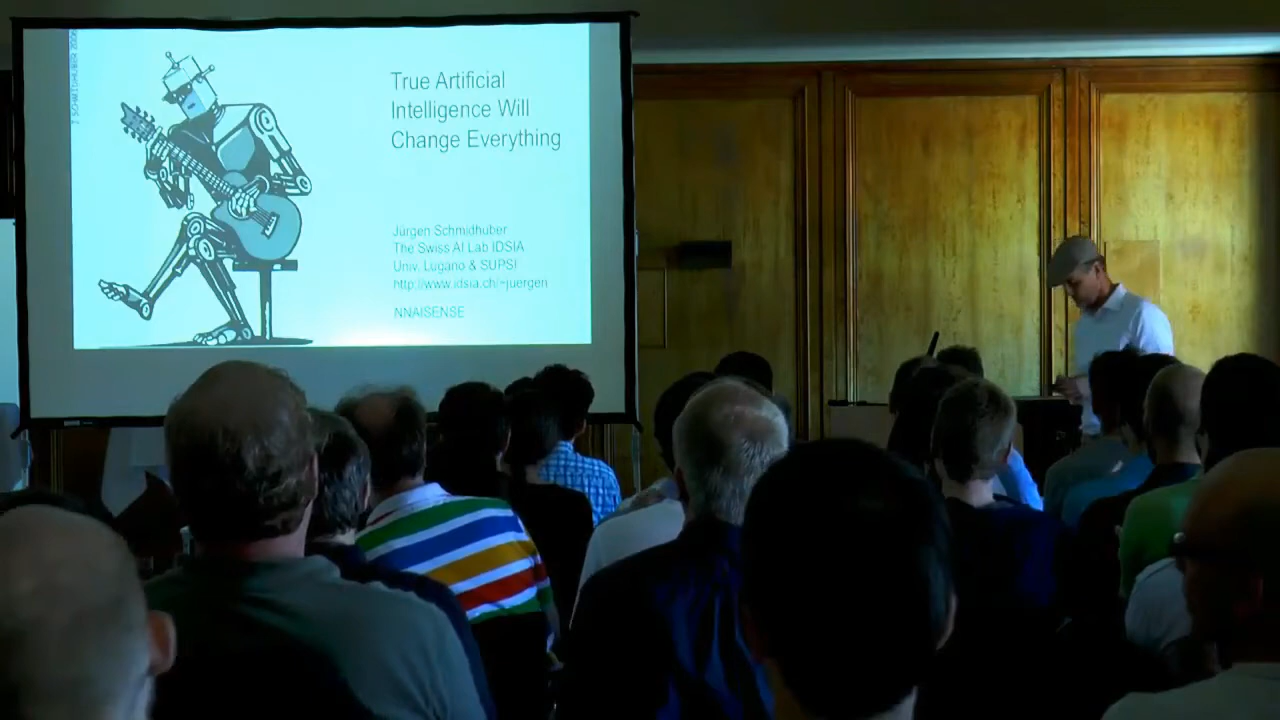 True Artificial
Intelligence Will
Change Everything
Jürgen Schmidhuber
The Swiss AI Lab IDSIA
Univ. Lugano & SUPSI
http://www.idsia.ch/~juergen
NNAISENSE